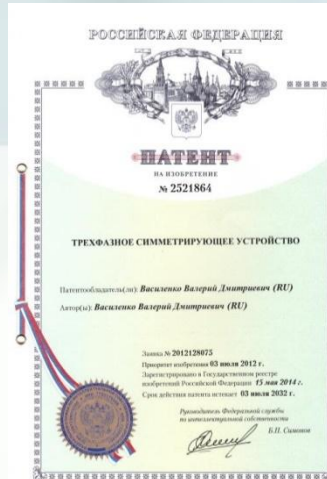 РОССИЙСКАЯ ФЕДЕРАЦИЯ
ПАТЕНТ
НА ИЗОБРЕТЕНИЕ
№ 2521864
ТРЕХФАЗНОЕ СИММЕТРИРУЮЩЕЕ УСТРОЙСТВО
Патентообладатель(ли): Василенко Валерий Дмитриевич (RU)
Автор(ы): Василенко Валерий Дмитриевич (RU)
Заявка № 2012128075
Приоритет изобретения 03 июля 2012 г.
Зарегистрировано в Государственном реестре
изобретений Российской Федерации 15 мая 2014 г.
Срок действия патента истекает 03 июля 2032 г.
Руководитель Федеральной службы
по интеллектуальной собственности
Б.П. Симонов